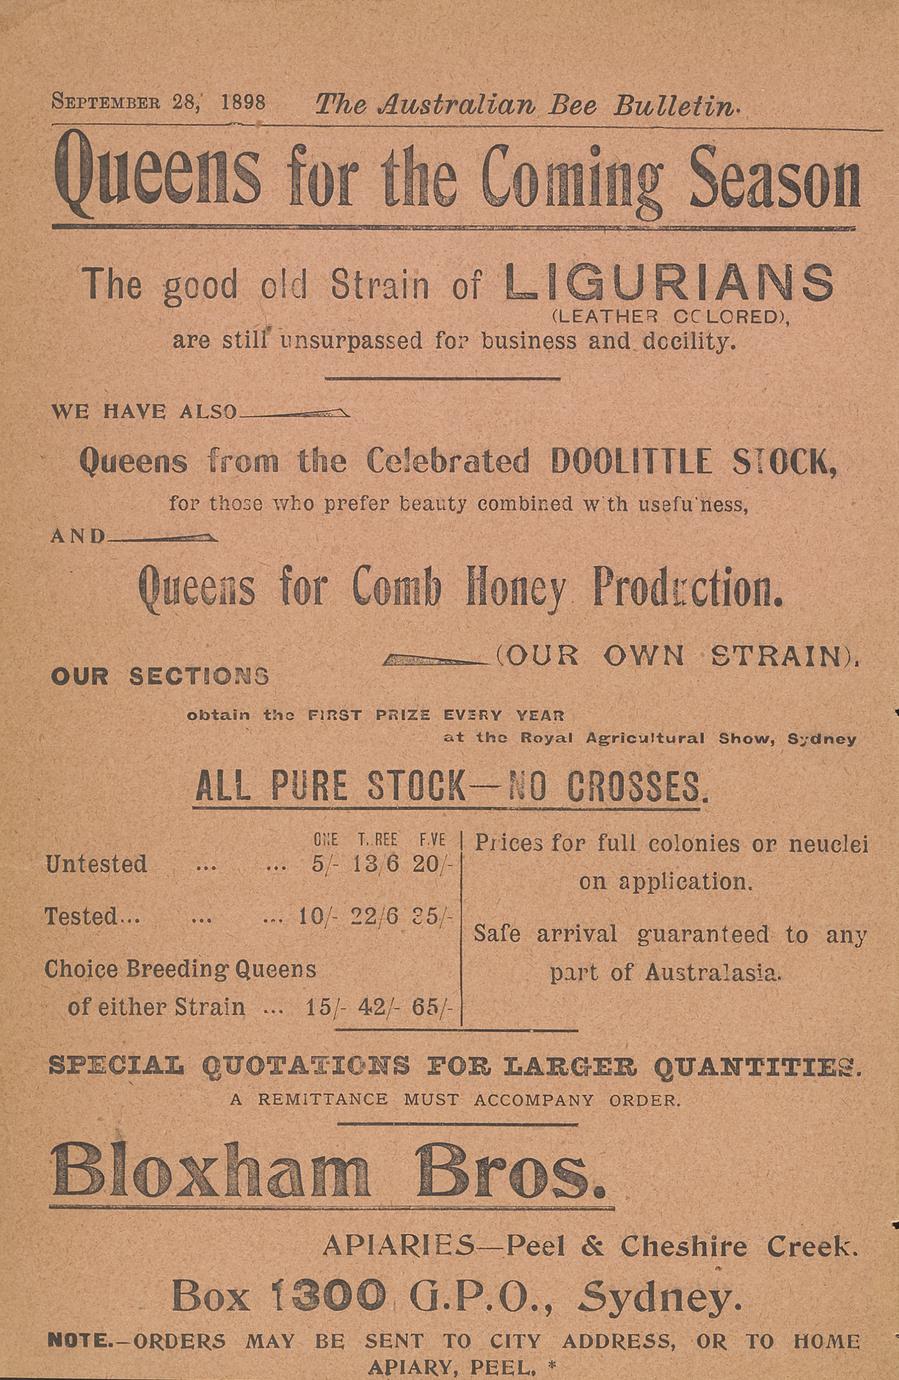 September 28, 1898 The Australian Bee Bulletin.
Queens for the Coming Season
The good old Strain of LIGURIANS
(LEATHER COLORED),
are still unsurpassed for business and docility.
WE HAVE ALSO
Queens from the Celebrated DOOLITTLE STOCK,
for those who prefer beauty combined with usefulness,
AND
Queens for Comb Honey Production.
(OUR OWN STRAIN).
OUR SECTIONS
obtain the FIRST PRIZE EVERY YEAR
at the Royal Agricultural Show, Sydney
ALL PURE STOCK—NO CROSSES.
ONE THREE FIVE
Untested ... ... 5/- 13/6 20/-
Tested... ... ... 10/- 22/6 35/-
Choice Breeding Queens
of either Strain ... 15/- 42/- 65/-
Prices for full colonies or neuclei
on application.
Safe arrival guaranteed to any
part of Australasia.
SPECIAL QUOTATIONS FOR LARGER QUANTITIES.
A REMITTANCE MUST ACCOMPANY ORDER.
Bloxham Bros.
APIARIES—Peel & Cheshire Creek.
Box 1300 G.P.O., Sydney.
NOTE.—ORDERS MAY BE SENT TO CITY ADDRESS, OR TO HOME
APIARY, PEEL. *